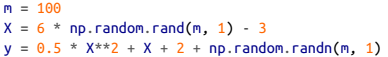 m = 100
X = 6 * np.random.rand(m, 1) - 3
y = 0.5 * X**2 + X + 2 + np.random.randn(m, 1)